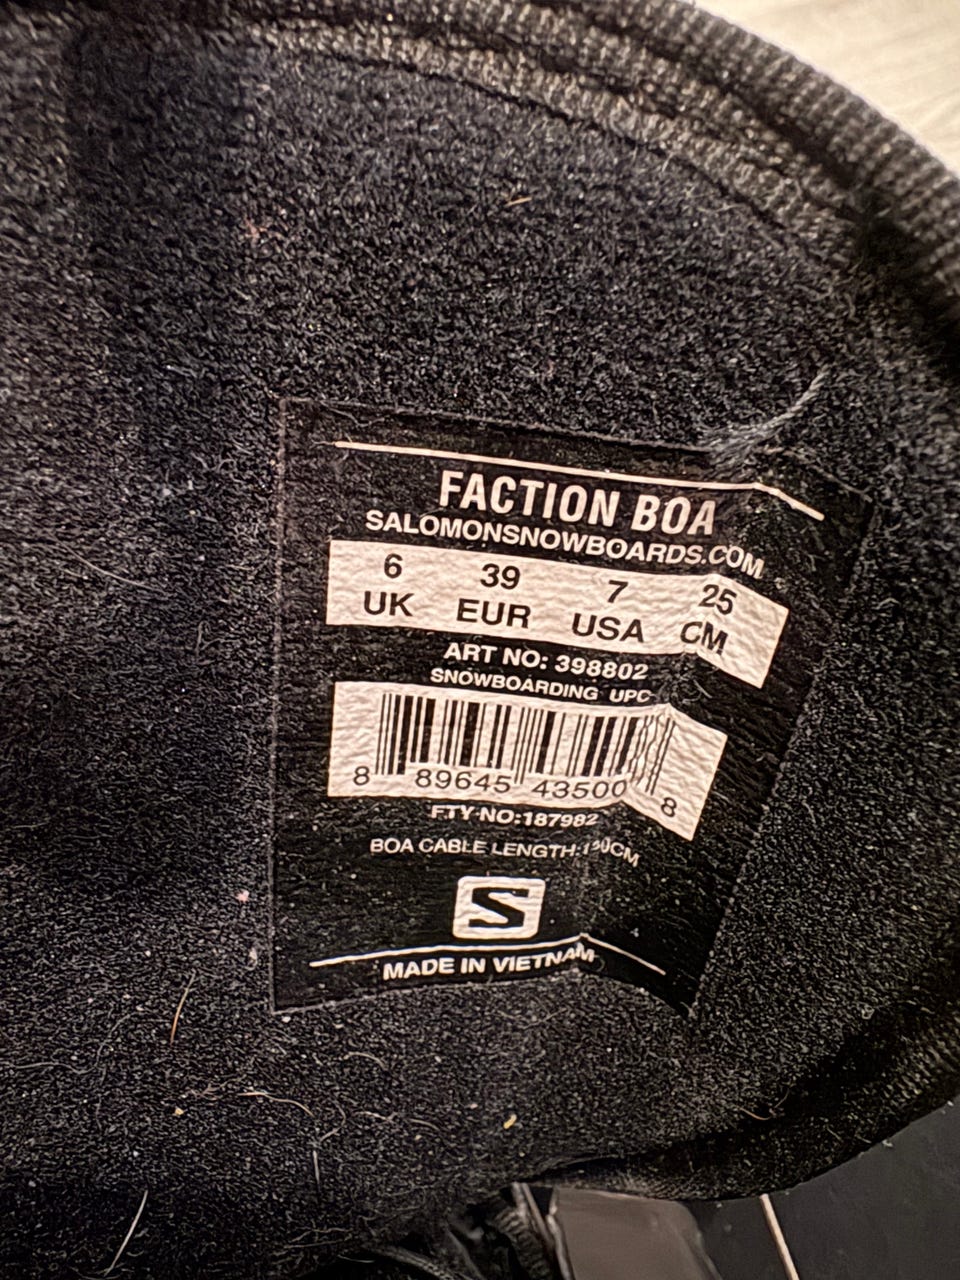 FACTION BOA
SALOMONSNOWBOARDS.COM
6 39 7 25
UK EUR USA CM
ART NO: 398802
SNOWBOARDING UPC
8 89645 43500 8
FTY NO:187982
BOA CABLE LENGTH:
S
MADE IN VIETNAM